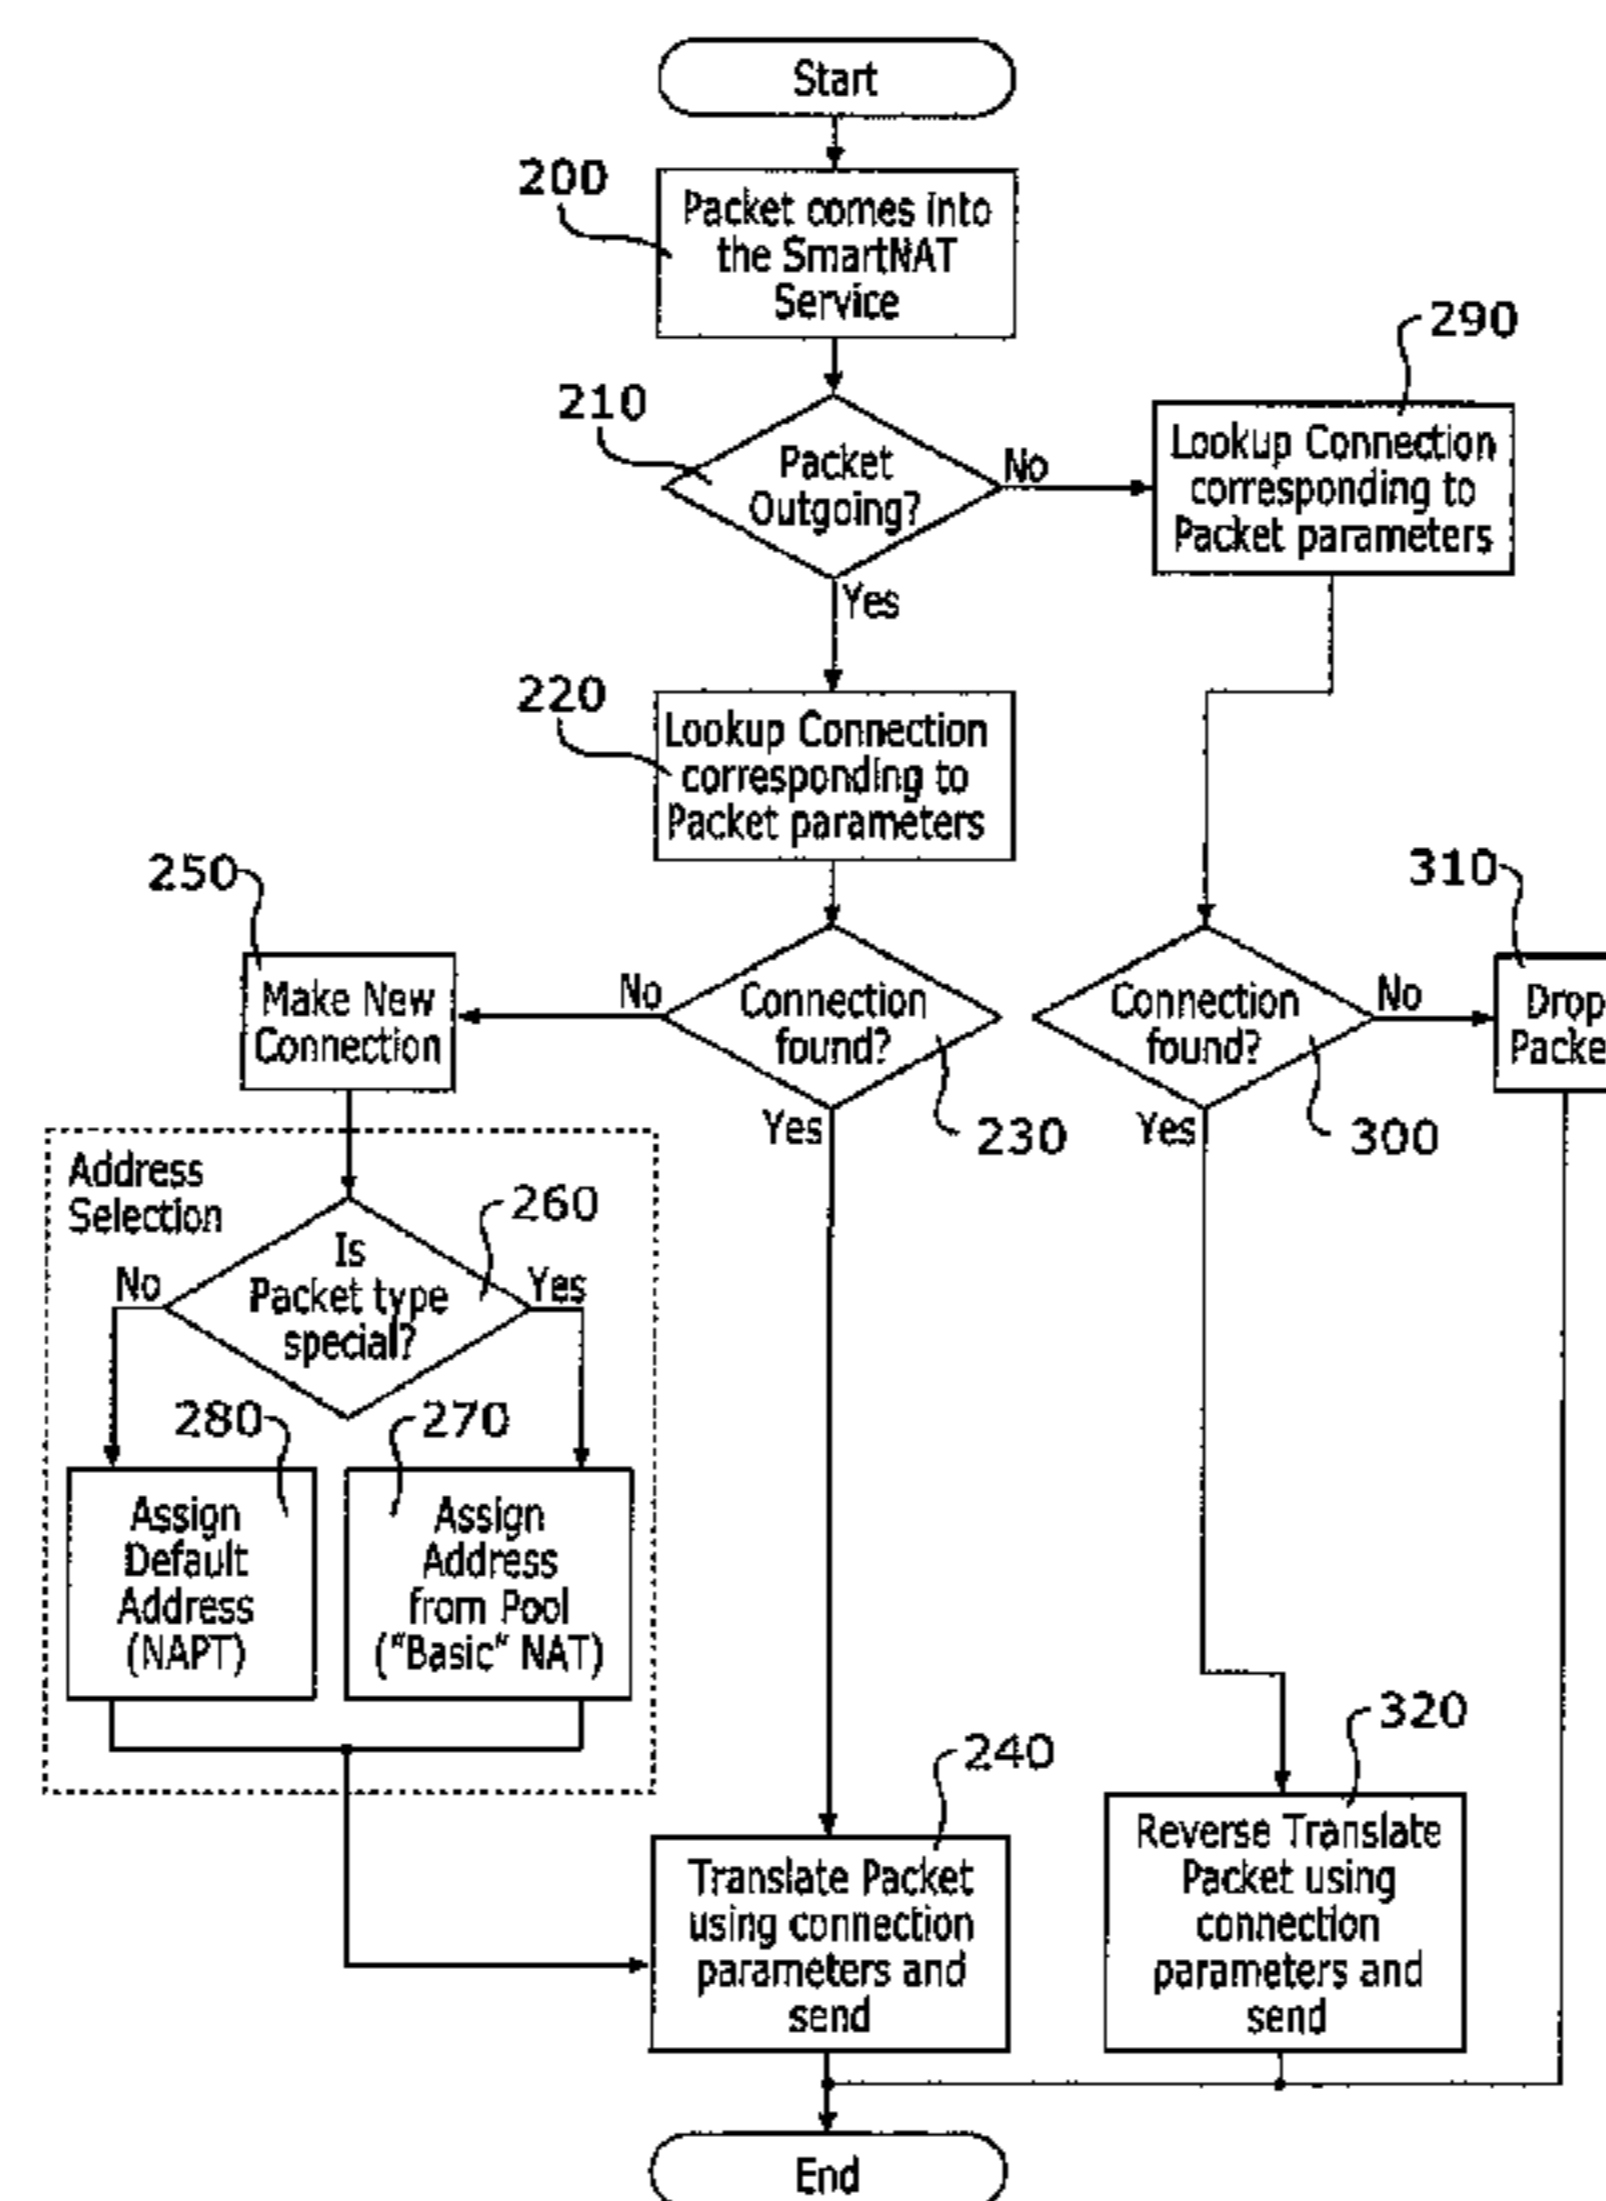 Start
200
Packet comes into
the SmartNAT
Service
290
210
Packet
Outgoing?
No
Lookup Connection
corresponding to
Packet parameters
Yes
220
Lookup Connection
corresponding to
Packet parameters
250
310
Make New
Connection
No
Connection
found?
Connection
found?
No
Drop
Yes
230
Yes
300
Address
Selection
260
Is
Packet type
special?
No
Yes
280
270
Assign
Default
Address
(NAPT)
Assign
Address
from Pool
("Basic" NAT)
320
240
Translate Packet
using connection
parameters and
send
Reverse Translate
Packet using
connection
parameters and
send
End